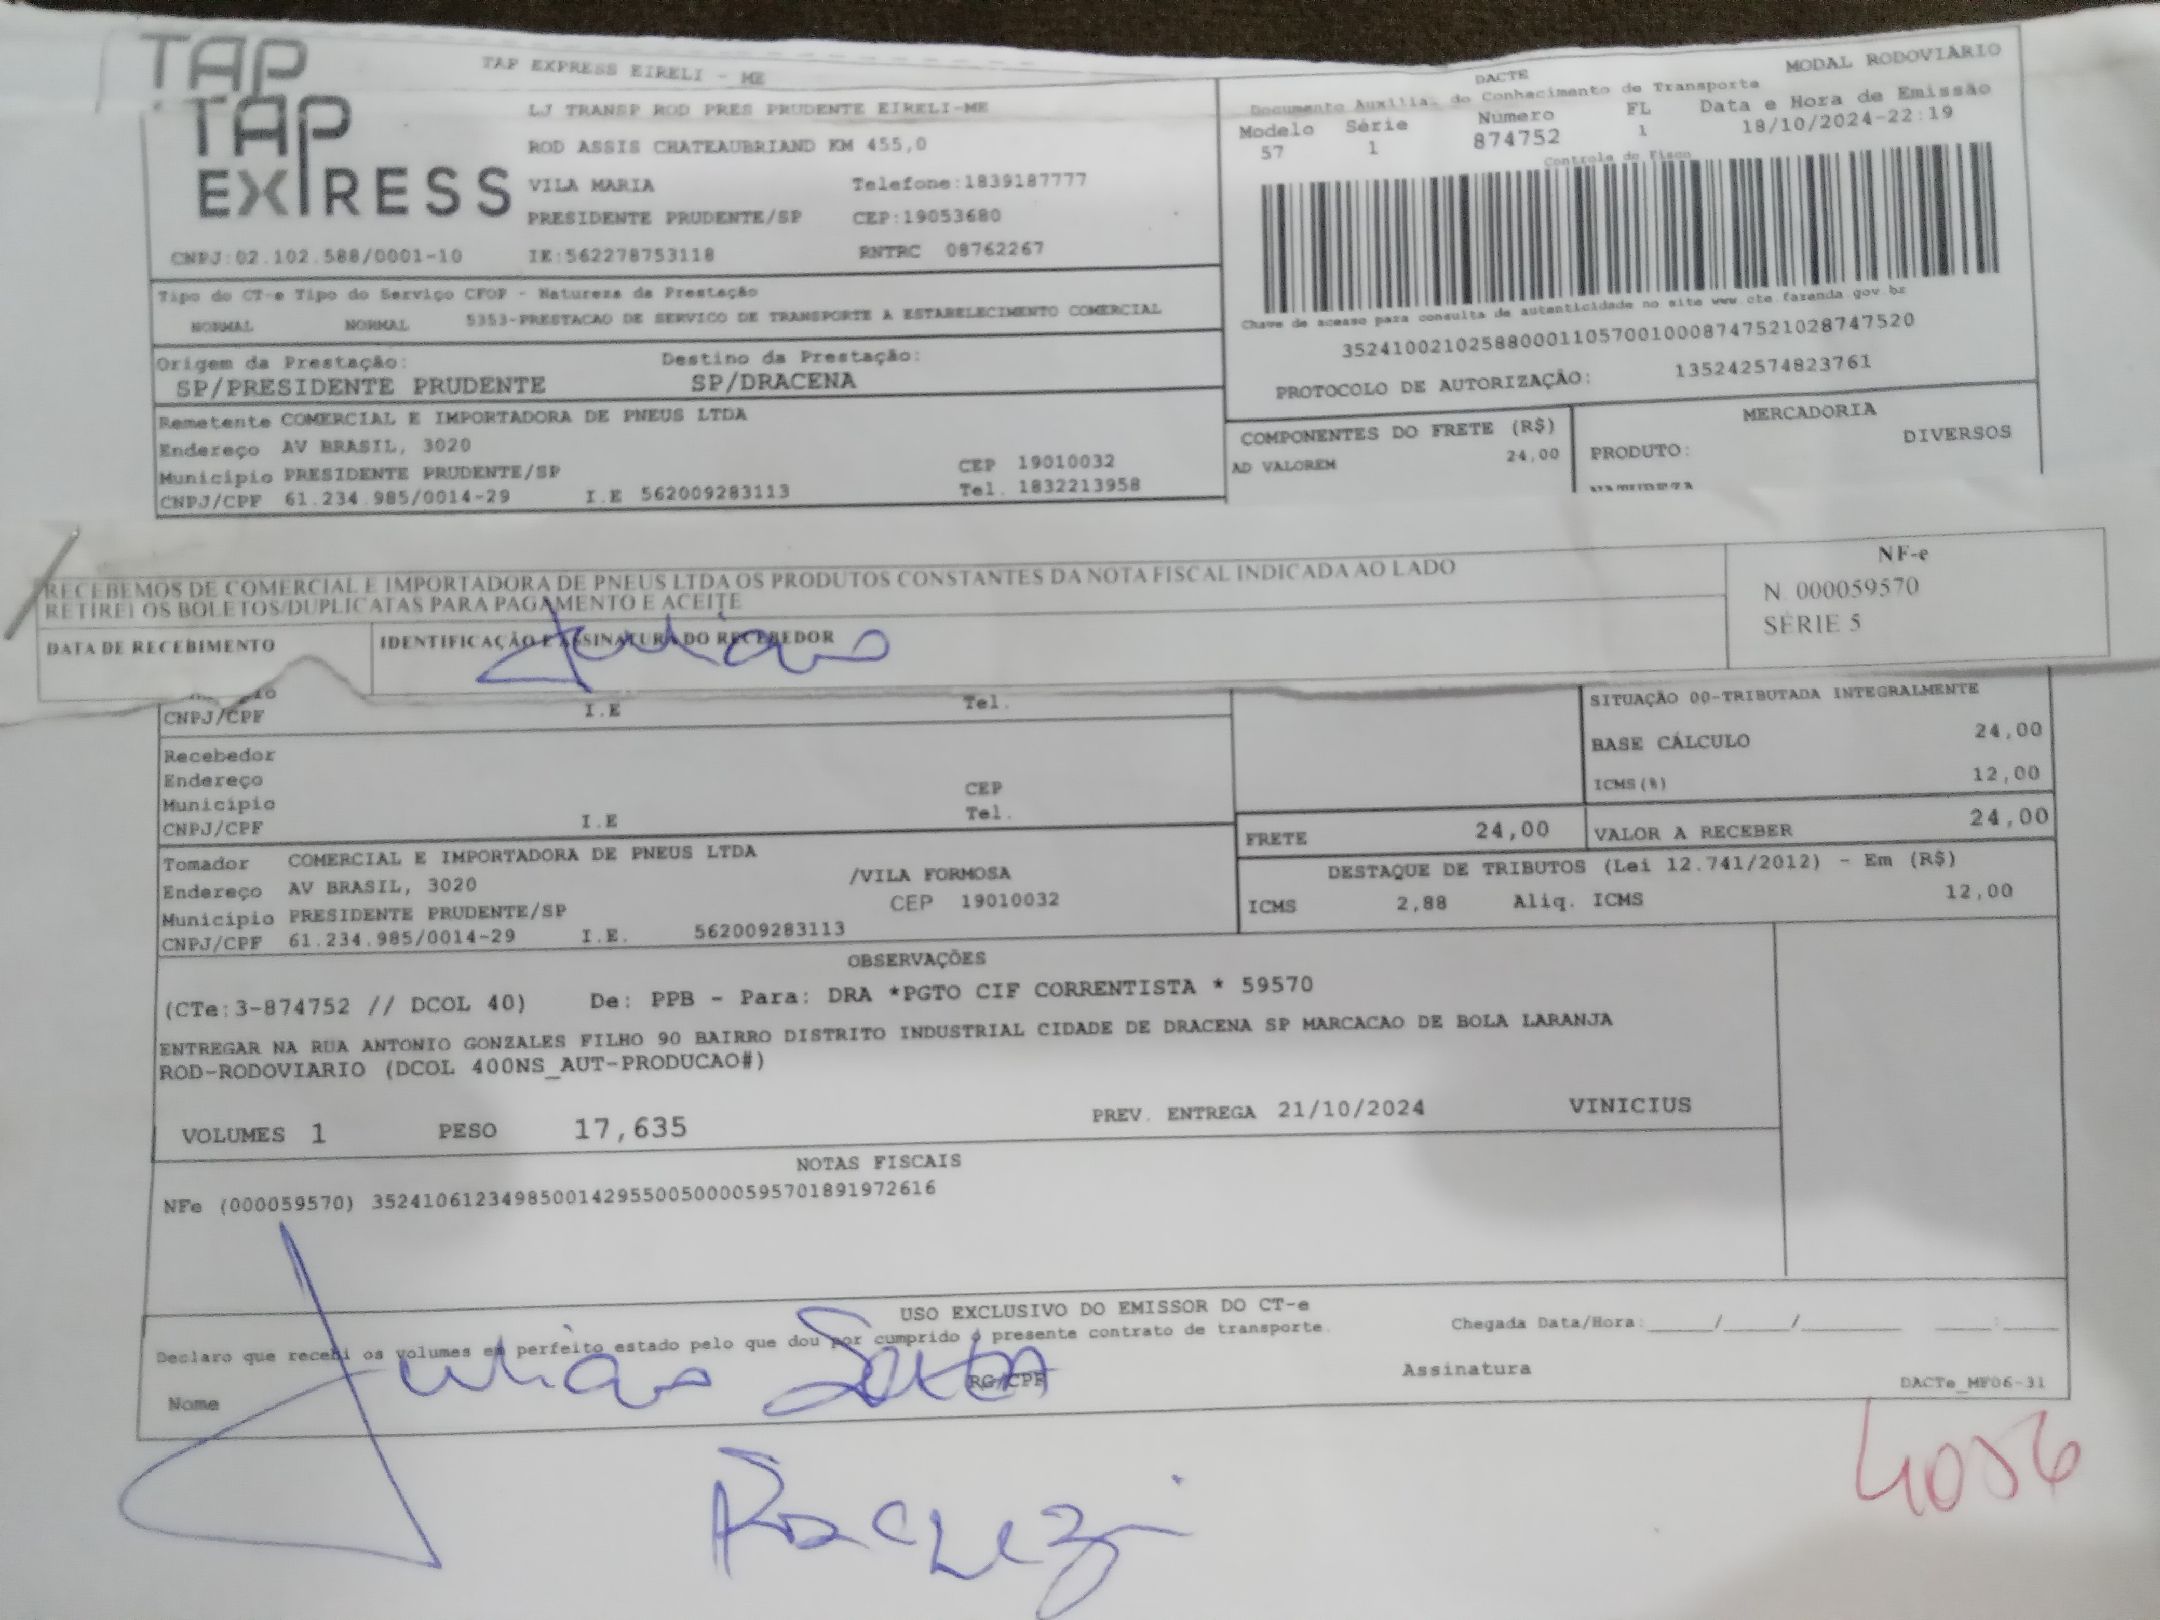 TAP
TAP
EXPRESS
TAP EXPRESS EIRELI - ME
LJ TRANSP ROD PRES PRUDENTE EIRELI-ME
ROD ASSIS CHATEAUBRIAND KM 455,0
VILA MARIA Telefone:1839187777
PRESIDENTE PRUDENTE/SP CEP:19053680
CNPJ:02.102.588/0001-10 IE:562278753118 RNTRC 08762267
DACTE MODAL RODOVIÁRIO
Documento Auxiliar do Conhecimento de Transporte
Modelo Série Número FL Data e Hora de Emissão
57 1 874752 1 18/10/2024-22:19
Controle do Fisco
Chave de acesso para consulta de autenticidade no site www.cte.fazenda.gov.br
35241002102588000110570010008747521028747520
PROTOCOLO DE AUTORIZAÇÃO: 135242574823761
Tipo do CT-e Tipo do Serviço CFOP - Natureza da Prestação
NORMAL NORMAL 5353-PRESTACAO DE SERVICO DE TRANSPORTE A ESTABELECIMENTO COMERCIAL
Origem da Prestação: Destino da Prestação:
SP/PRESIDENTE PRUDENTE SP/DRACENA
Remetente COMERCIAL E IMPORTADORA DE PNEUS LTDA
Endereço AV BRASIL, 3020
Município PRESIDENTE PRUDENTE/SP CEP 19010032
CNPJ/CPF 61.234.985/0014-29 I.E 562009283113 Tel. 1832213958
COMPONENTES DO FRETE (R$)
AD VALOREM 24,00
MERCADORIA
PRODUTO: DIVERSOS
RECEBEMOS DE COMERCIAL E IMPORTADORA DE PNEUS LTDA OS PRODUTOS CONSTANTES DA NOTA FISCAL INDICADA AO LADO
RETIREI OS BOLETOS/DUPLICATAS PARA PAGAMENTO E ACEITE
DATA DE RECEBIMENTO IDENTIFICAÇÃO E ASSINATURA DO RECEBEDOR
Juliano
NF-e
N. 000059570
SÉRIE 5
CNPJ/CPF I.E Tel.
Recebedor
Endereço
Município CEP
CNPJ/CPF I.E Tel.
SITUAÇÃO 00-TRIBUTADA INTEGRALMENTE
BASE CÁLCULO 24,00
ICMS(%) 12,00
FRETE 24,00 VALOR A RECEBER 24,00
Tomador COMERCIAL E IMPORTADORA DE PNEUS LTDA
Endereço AV BRASIL, 3020 /VILA FORMOSA
Município PRESIDENTE PRUDENTE/SP CEP 19010032
CNPJ/CPF 61.234.985/0014-29 I.E. 562009283113
DESTAQUE DE TRIBUTOS (Lei 12.741/2012) - Em (R$)
ICMS 2,88 Aliq. ICMS 12,00
OBSERVAÇÕES
(CTe:3-874752 // DCOL 40) De: PPB - Para: DRA *PGTO CIF CORRENTISTA * 59570
ENTREGAR NA RUA ANTONIO GONZALES FILHO 90 BAIRRO DISTRITO INDUSTRIAL CIDADE DE DRACENA SP MARCACAO DE BOLA LARANJA
ROD-RODOVIARIO (DCOL 400NS_AUT-PRODUCAO#)
VOLUMES 1 PESO 17,635 PREV. ENTREGA 21/10/2024 VINICIUS
NOTAS FISCAIS
NFe (000059570) 35241061234985001429550050000595701891972616
USO EXCLUSIVO DO EMISSOR DO CT-e
Declaro que recebi os volumes em perfeito estado pelo que dou por cumprido o presente contrato de transporte.
Chegada Data/Hora:_____/_____/_______ ____:____
Nome RG/CPF Assinatura
Juliano
DACTe_MF06-31
4056